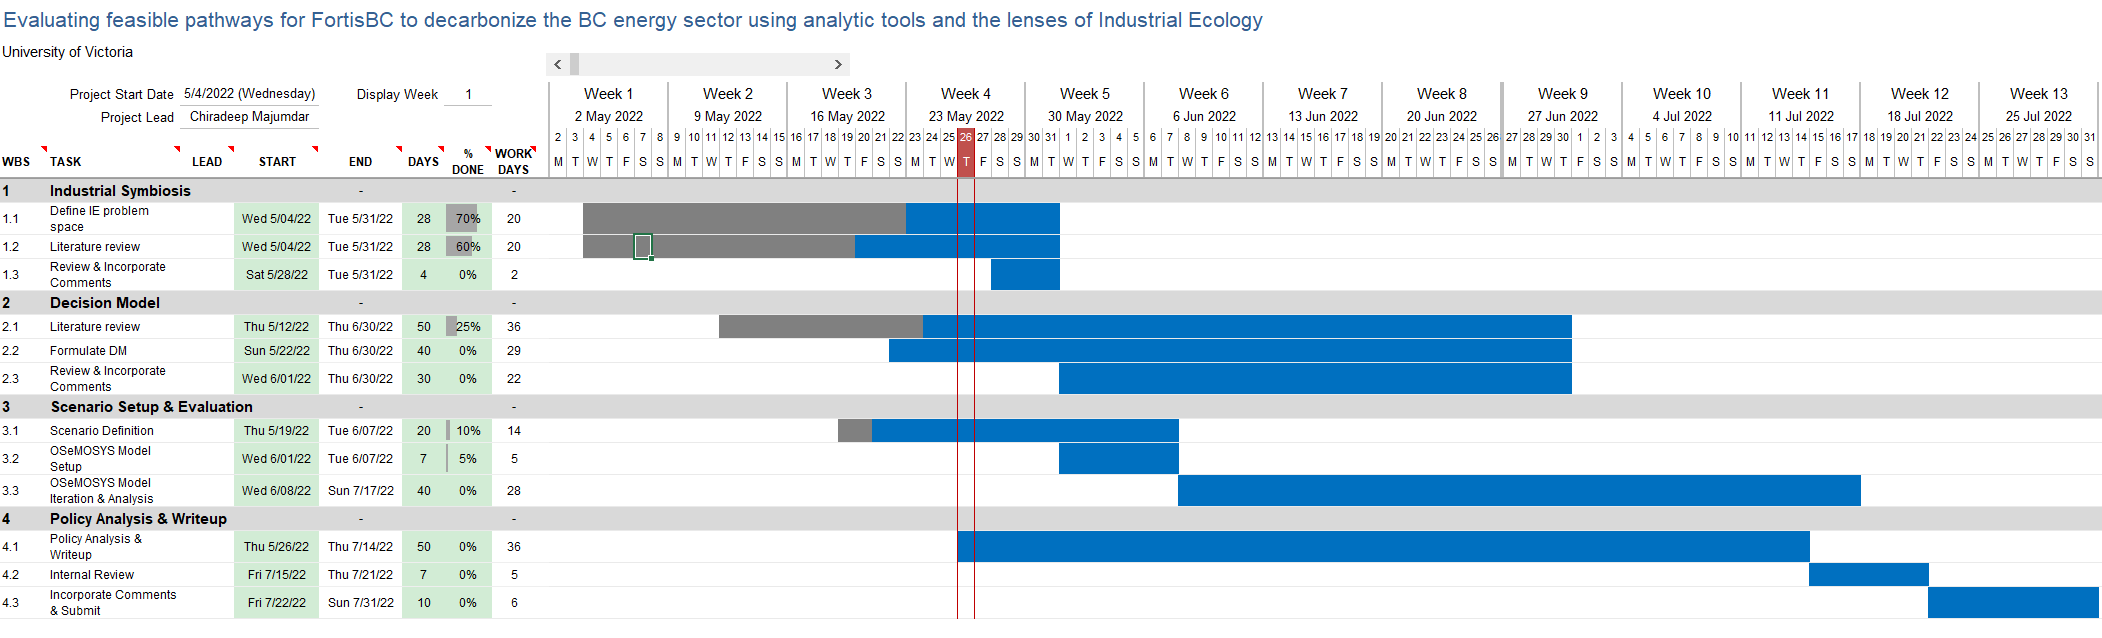 Evaluating feasible pathways for FortisBC to decarbonize the BC energy sector using analytic tools and the lenses of Industrial Ecology
University of Victoria
Project Start Date 5/4/2022 (Wednesday) Display Week 1
Project Lead Chiradeep Majumdar
Week 1 Week 2 Week 3 Week 4 Week 5 Week 6 Week 7 Week 8 Week 9 Week 10 Week 11 Week 12 Week 13
2 May 2022 9 May 2022 16 May 2022 23 May 2022 30 May 2022 6 Jun 2022 13 Jun 2022 20 Jun 2022 27 Jun 2022 4 Jul 2022 11 Jul 2022 18 Jul 2022 25 Jul 2022
2 3 4 5 6 7 8 9 10 11 12 13 14 15 16 17 18 19 20 21 22 23 24 25 26 27 28 29 30 31 1 2 3 4 5 6 7 8 9 10 11 12 13 14 15 16 17 18 19 20 21 22 23 24 25 26 27 28 29 30 1 2 3 4 5 6 7 8 9 10 11 12 13 14 15 16 17 18 19 20 21 22 23 24 25 26 27 28 29 30 31
WBS TASK LEAD START END DAYS % DONE WORK DAYS
M T W T F S S M T W T F S S M T W T F S S M T W T F S S M T W T F S S M T W T F S S M T W T F S S M T W T F S S M T W T F S S M T W T F S S M T W T F S S M T W T F S S M T W T F S S
1 Industrial Symbiosis - -
1.1 Define IE problem space Wed 5/04/22 Tue 5/31/22 28 70% 20
1.2 Literature review Wed 5/04/22 Tue 5/31/22 28 60% 20
1.3 Review & Incorporate Comments Sat 5/28/22 Tue 5/31/22 4 0% 2
2 Decision Model - -
2.1 Literature review Thu 5/12/22 Thu 6/30/22 50 25% 36
2.2 Formulate DM Sun 5/22/22 Thu 6/30/22 40 0% 29
2.3 Review & Incorporate Comments Wed 6/01/22 Thu 6/30/22 30 0% 22
3 Scenario Setup & Evaluation - -
3.1 Scenario Definition Thu 5/19/22 Tue 6/07/22 20 10% 14
3.2 OSeMOSYS Model Setup Wed 6/01/22 Tue 6/07/22 7 5% 5
3.3 OSeMOSYS Model Iteration & Analysis Wed 6/08/22 Sun 7/17/22 40 0% 28
4 Policy Analysis & Writeup - -
4.1 Policy Analysis & Writeup Thu 5/26/22 Thu 7/14/22 50 0% 36
4.2 Internal Review Fri 7/15/22 Thu 7/21/22 7 0% 5
4.3 Incorporate Comments & Submit Fri 7/22/22 Sun 7/31/22 10 0% 6